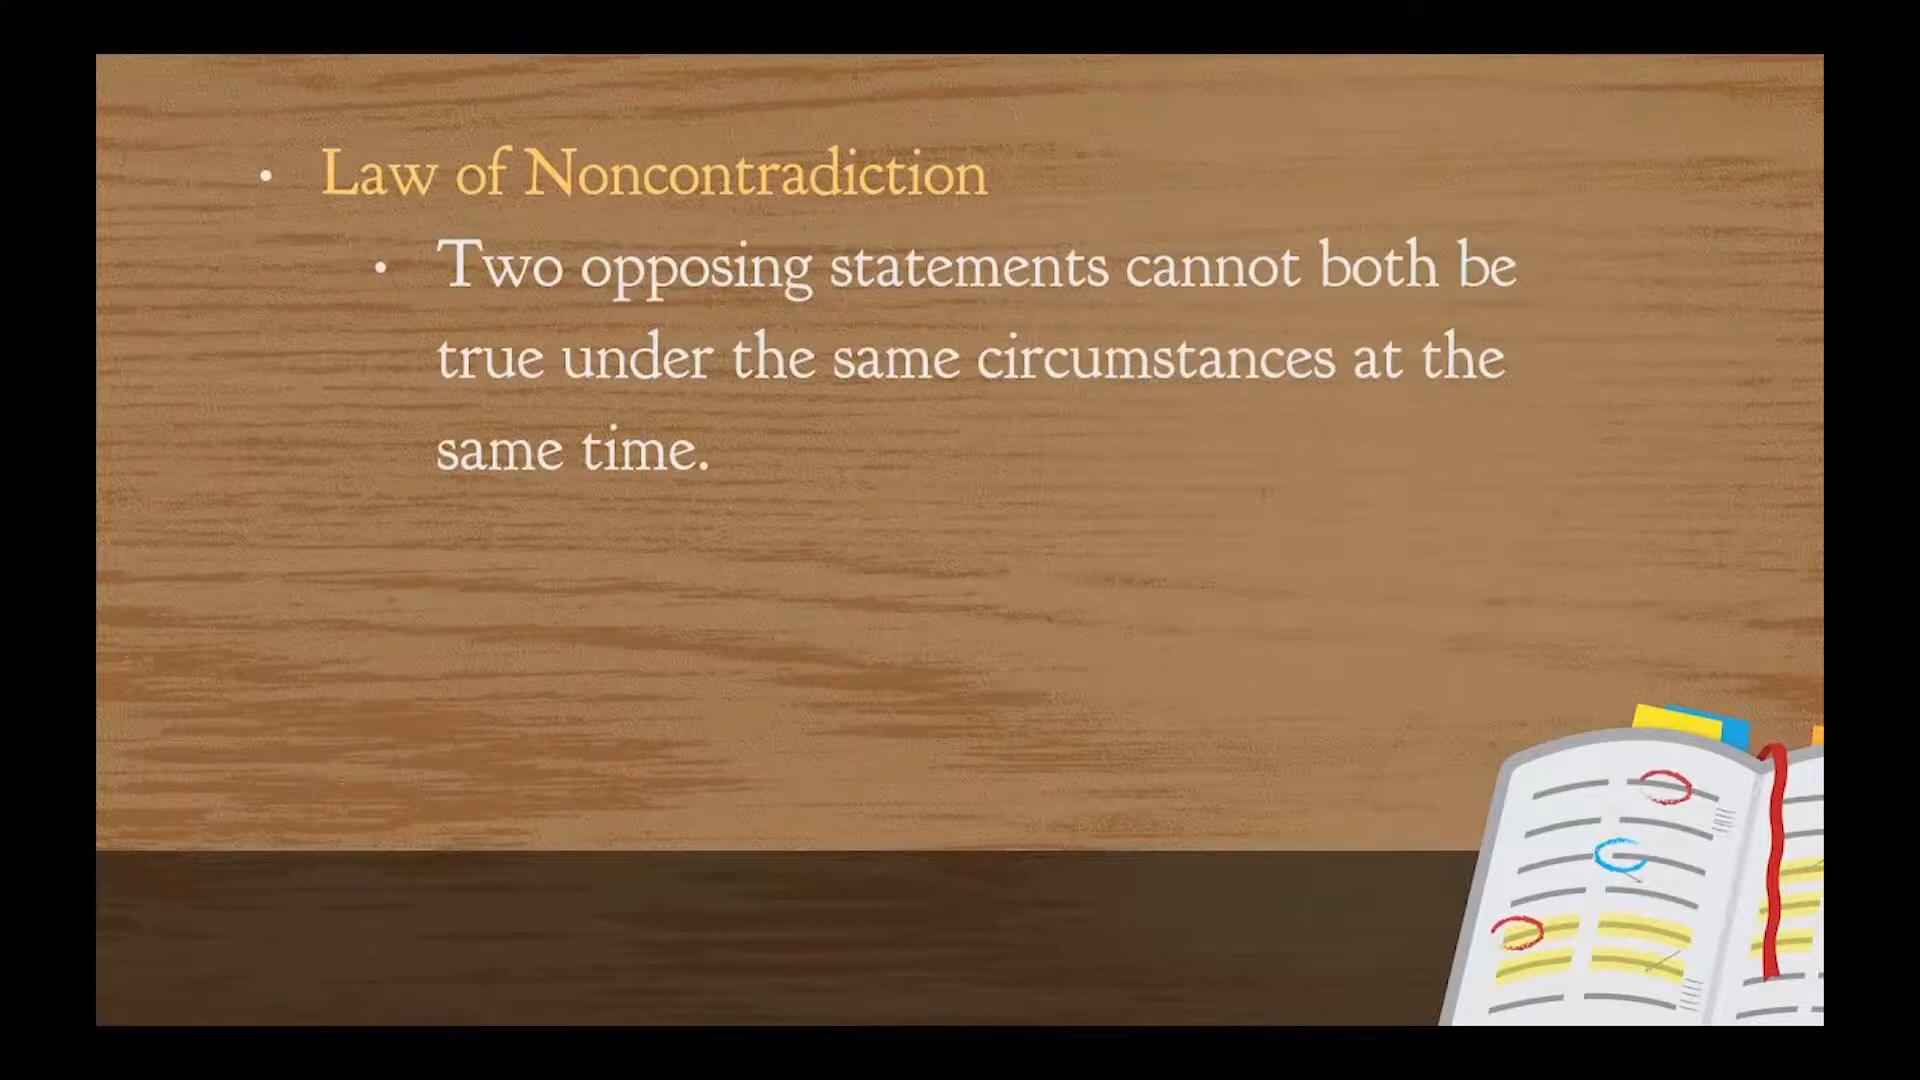 • Law of Noncontradiction
• Two opposing statements cannot both be
true under the same circumstances at the
same time.